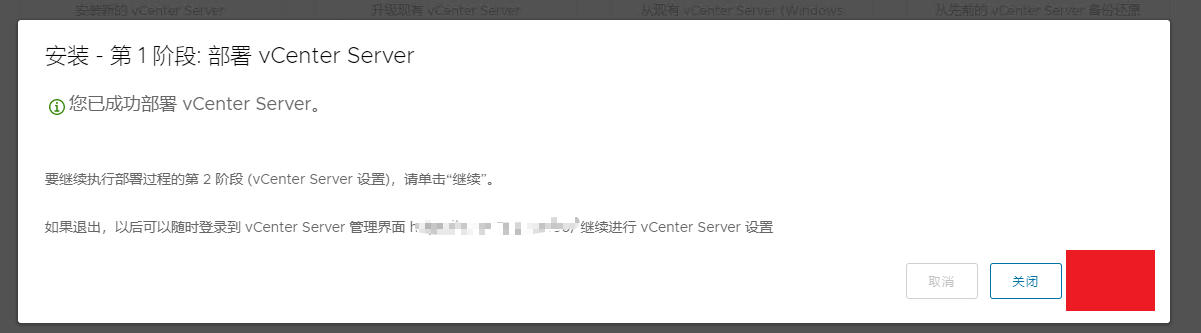 安装新的 vCenter Server
升级现有 vCenter Server
从现有 vCenter Server (Windows
从先前的 vCenter Server 备份还原
安装 - 第 1 阶段: 部署 vCenter Server
您已成功部署 vCenter Server。
要继续执行部署过程的第 2 阶段 (vCenter Server 设置)，请单击“继续”。
如果退出，以后可以随时登录到 vCenter Server 管理界面 继续进行 vCenter Server 设置
取消
关闭